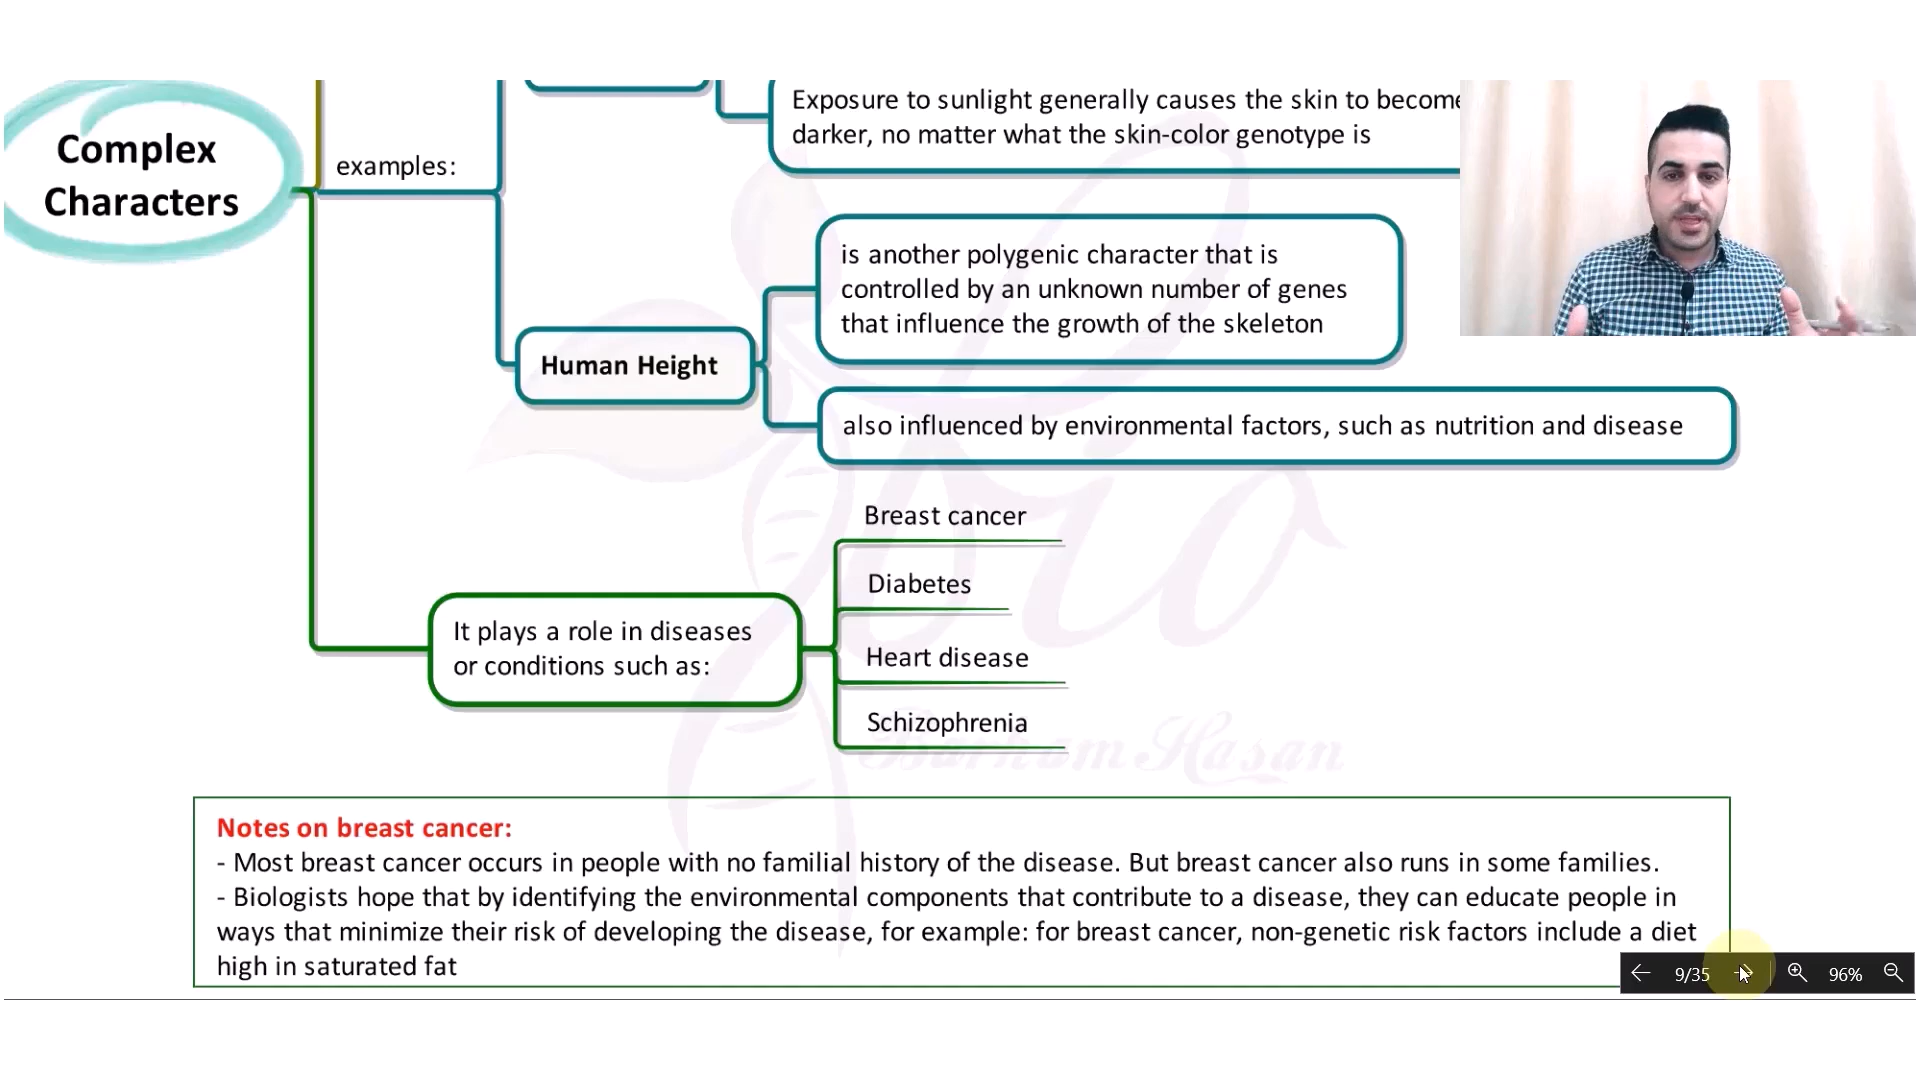 Complex
Characters
examples:
Exposure to sunlight generally causes the skin to become
darker, no matter what the skin-color genotype is
Human Height
is another polygenic character that is
controlled by an unknown number of genes
that influence the growth of the skeleton
also influenced by environmental factors, such as nutrition and disease
It plays a role in diseases
or conditions such as:
Breast cancer
Diabetes
Heart disease
Schizophrenia
bio
Hasan
Notes on breast cancer:
- Most breast cancer occurs in people with no familial history of the disease. But breast cancer also runs in some families.
- Biologists hope that by identifying the environmental components that contribute to a disease, they can educate people in
ways that minimize their risk of developing the disease, for example: for breast cancer, non-genetic risk factors include a diet
high in saturated fat
9/35
96%